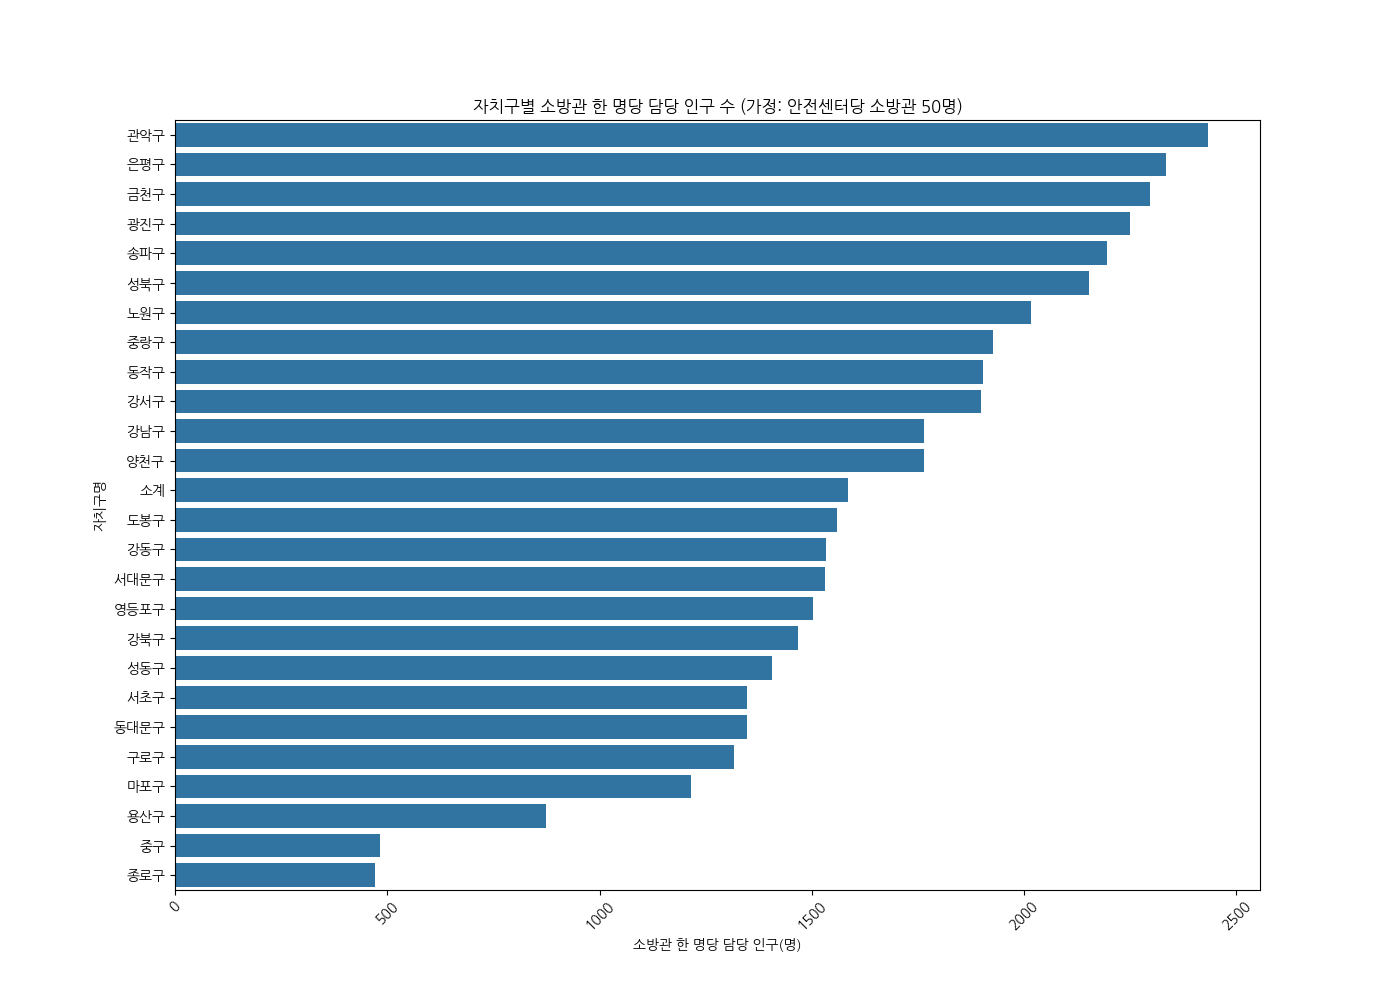 자치구별 소방관 한 명당 담당 인구 수 (가정: 안전센터당 소방관 50명)
관악구
은평구
금천구
광진구
송파구
성북구
노원구
중랑구
동작구
강서구
강남구
양천구
소계
도봉구
강동구
서대문구
영등포구
강북구
성동구
서초구
동대문구
구로구
마포구
용산구
중구
종로구
자치구명
0
500
1000
1500
2000
2500
소방관 한 명당 담당 인구(명)